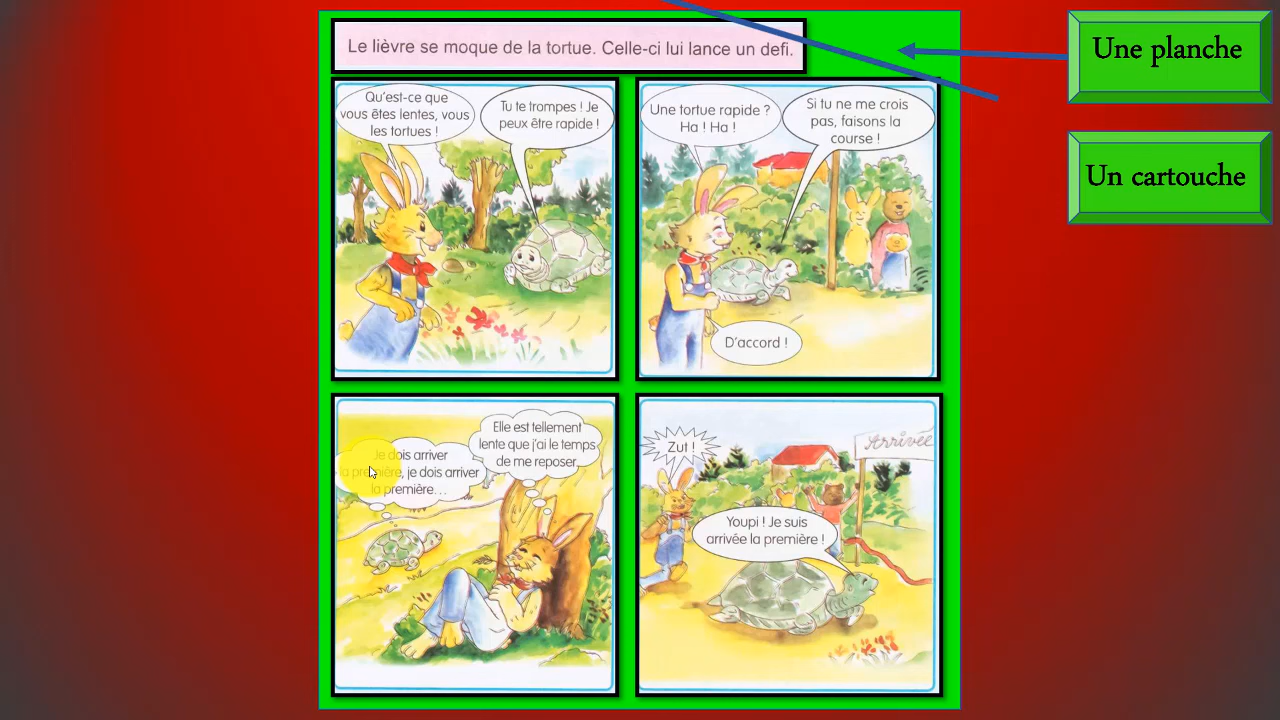 Le lièvre se moque de la tortue. Celle-ci lui lance un defi.
Une planche
Un cartouche
Qu'est-ce que
vous êtes lentes, vous
les tortues !
Tu te trompes ! Je
peux être rapide !
Une tortue rapide ?
Ha ! Ha !
Si tu ne me crois
pas, faisons la
course !
D'accord !
Je dois arriver
la première, je dois arriver
la première...
Elle est tellement
lente que j'ai le temps
de me reposer
Zut !
Arrivée
Youpi ! Je suis
arrivée la première !